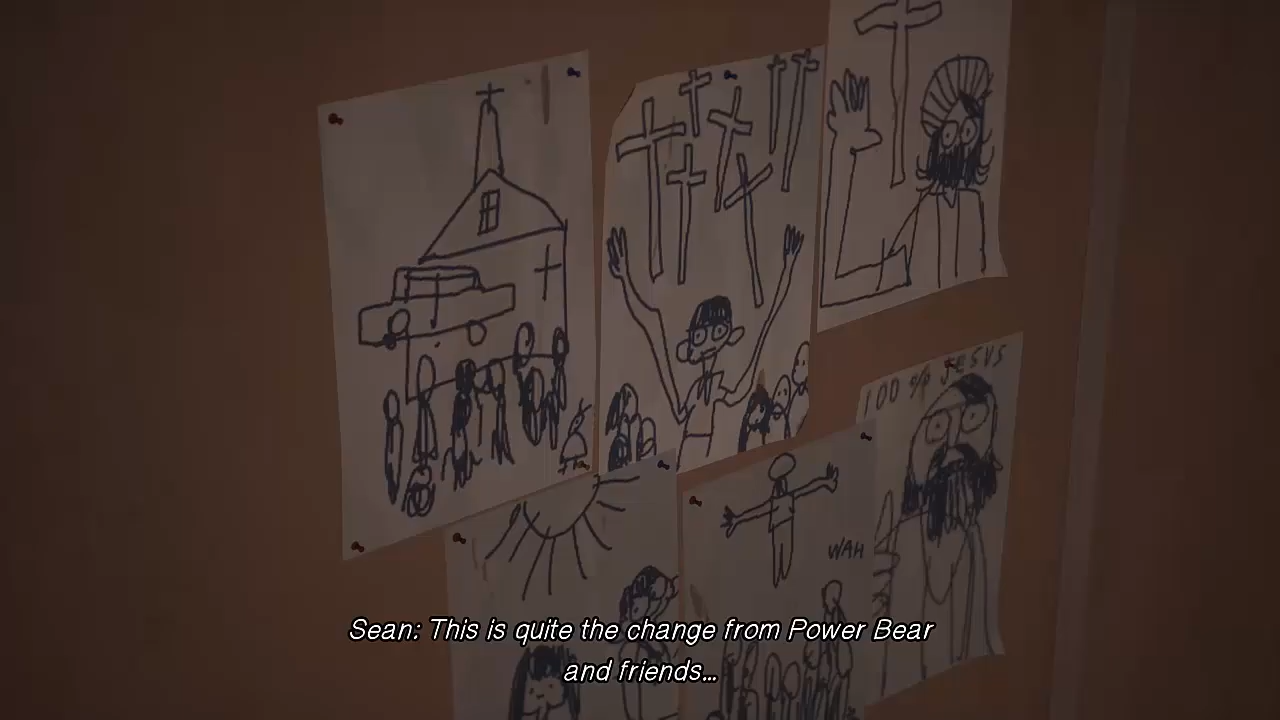 100 % JESUS
WAH
Sean: This is quite the change from Power Bear
and friends...